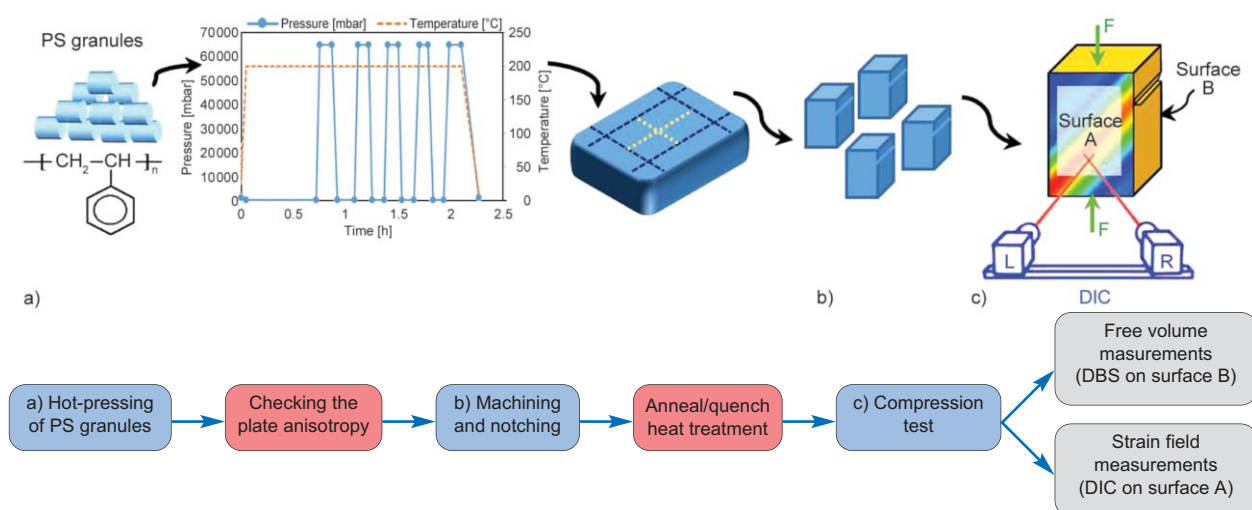 PS granules
CH₂
CH
n
Pressure [mbar]
Temperature [°C]
70000
60000
50000
40000
30000
20000
10000
0
Pressure [mbar]
250
200
150
100
50
0
Temperature [°C]
0
0.5
1
1.5
2
2.5
Time [h]
F
Surface
A
Surface
B
F
L
R
DIC
a)
b)
c)
a) Hot-pressing
of PS granules
Checking the
plate anisotropy
b) Machining
and notching
Anneal/quench
heat treatment
c) Compression
test
Free volume
masurements
(DBS on surface B)
Strain field
measurements
(DIC on surface A)